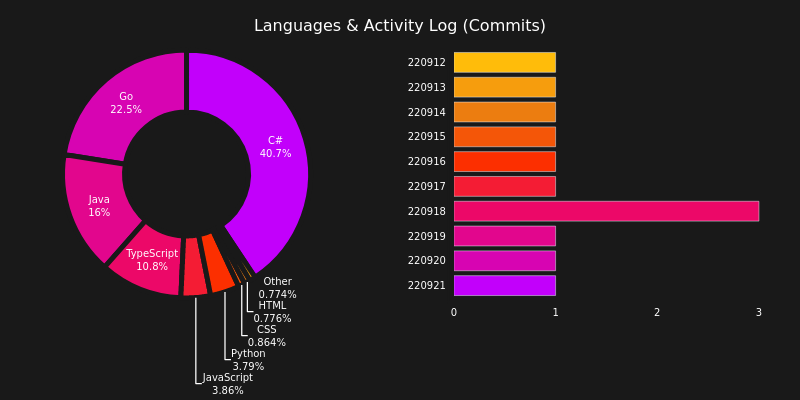 Languages & Activity Log (Commits)
Go
22.5%
C#
40.7%
Java
16%
TypeScript
10.8%
Other
0.774%
HTML
0.776%
CSS
0.864%
Python
3.79%
JavaScript
3.86%
220912
220913
220914
220915
220916
220917
220918
220919
220920
220921
0 1 2 3